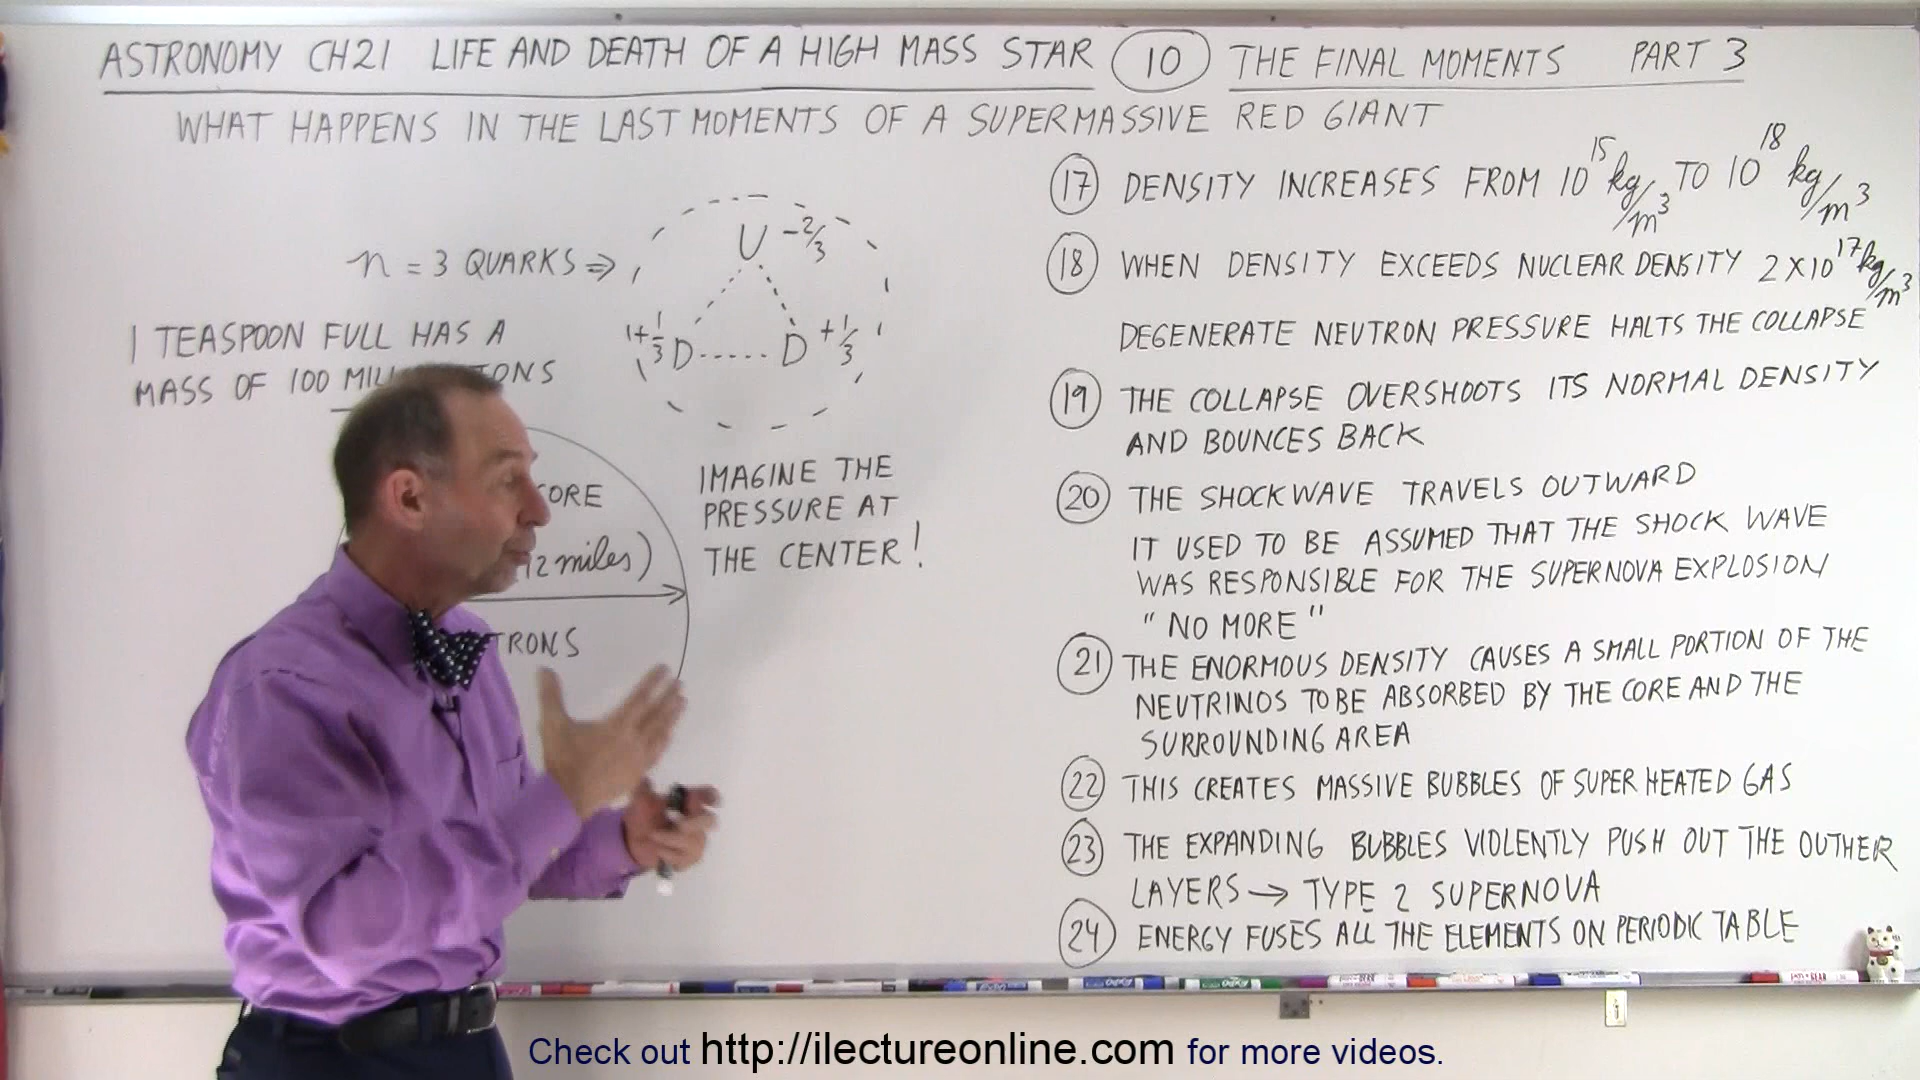 ASTRONOMY CH21 LIFE AND DEATH OF A HIGH MASS STAR 10 THE FINAL MOMENTS PART 3
WHAT HAPPENS IN THE LAST MOMENTS OF A SUPERMASSIVE RED GIANT
n = 3 QUARKS ⇒
U -2/3
+1/3 D ...... D +1/3
1 TEASPOON FULL HAS A
MASS OF 100 TONS
CORE
12 miles)
IMAGINE THE
PRESSURE AT
THE CENTER!
17 DENSITY INCREASES FROM 10^15 kg/m^3 TO 10^18 kg/m^3
18 WHEN DENSITY EXCEEDS NUCLEAR DENSITY 2×10^17 kg/m^3
DEGENERATE NEUTRON PRESSURE HALTS THE COLLAPSE
19 THE COLLAPSE OVERSHOOTS ITS NORMAL DENSITY
AND BOUNCES BACK
20 THE SHOCKWAVE TRAVELS OUTWARD
IT USED TO BE ASSUMED THAT THE SHOCK WAVE
WAS RESPONSIBLE FOR THE SUPERNOVA EXPLOSION
"NO MORE"
21 THE ENORMOUS DENSITY CAUSES A SMALL PORTION OF THE
NEUTRINOS TO BE ABSORBED BY THE CORE AND THE
SURROUNDING AREA
22 THIS CREATES MASSIVE BUBBLES OF SUPER HEATED GAS
23 THE EXPANDING BUBBLES VIOLENTLY PUSH OUT THE OUTHER
LAYERS → TYPE 2 SUPERNOVA
24 ENERGY FUSES ALL THE ELEMENTS ON PERIODIC TABLE
Check out http://ilectureonline.com for more videos.